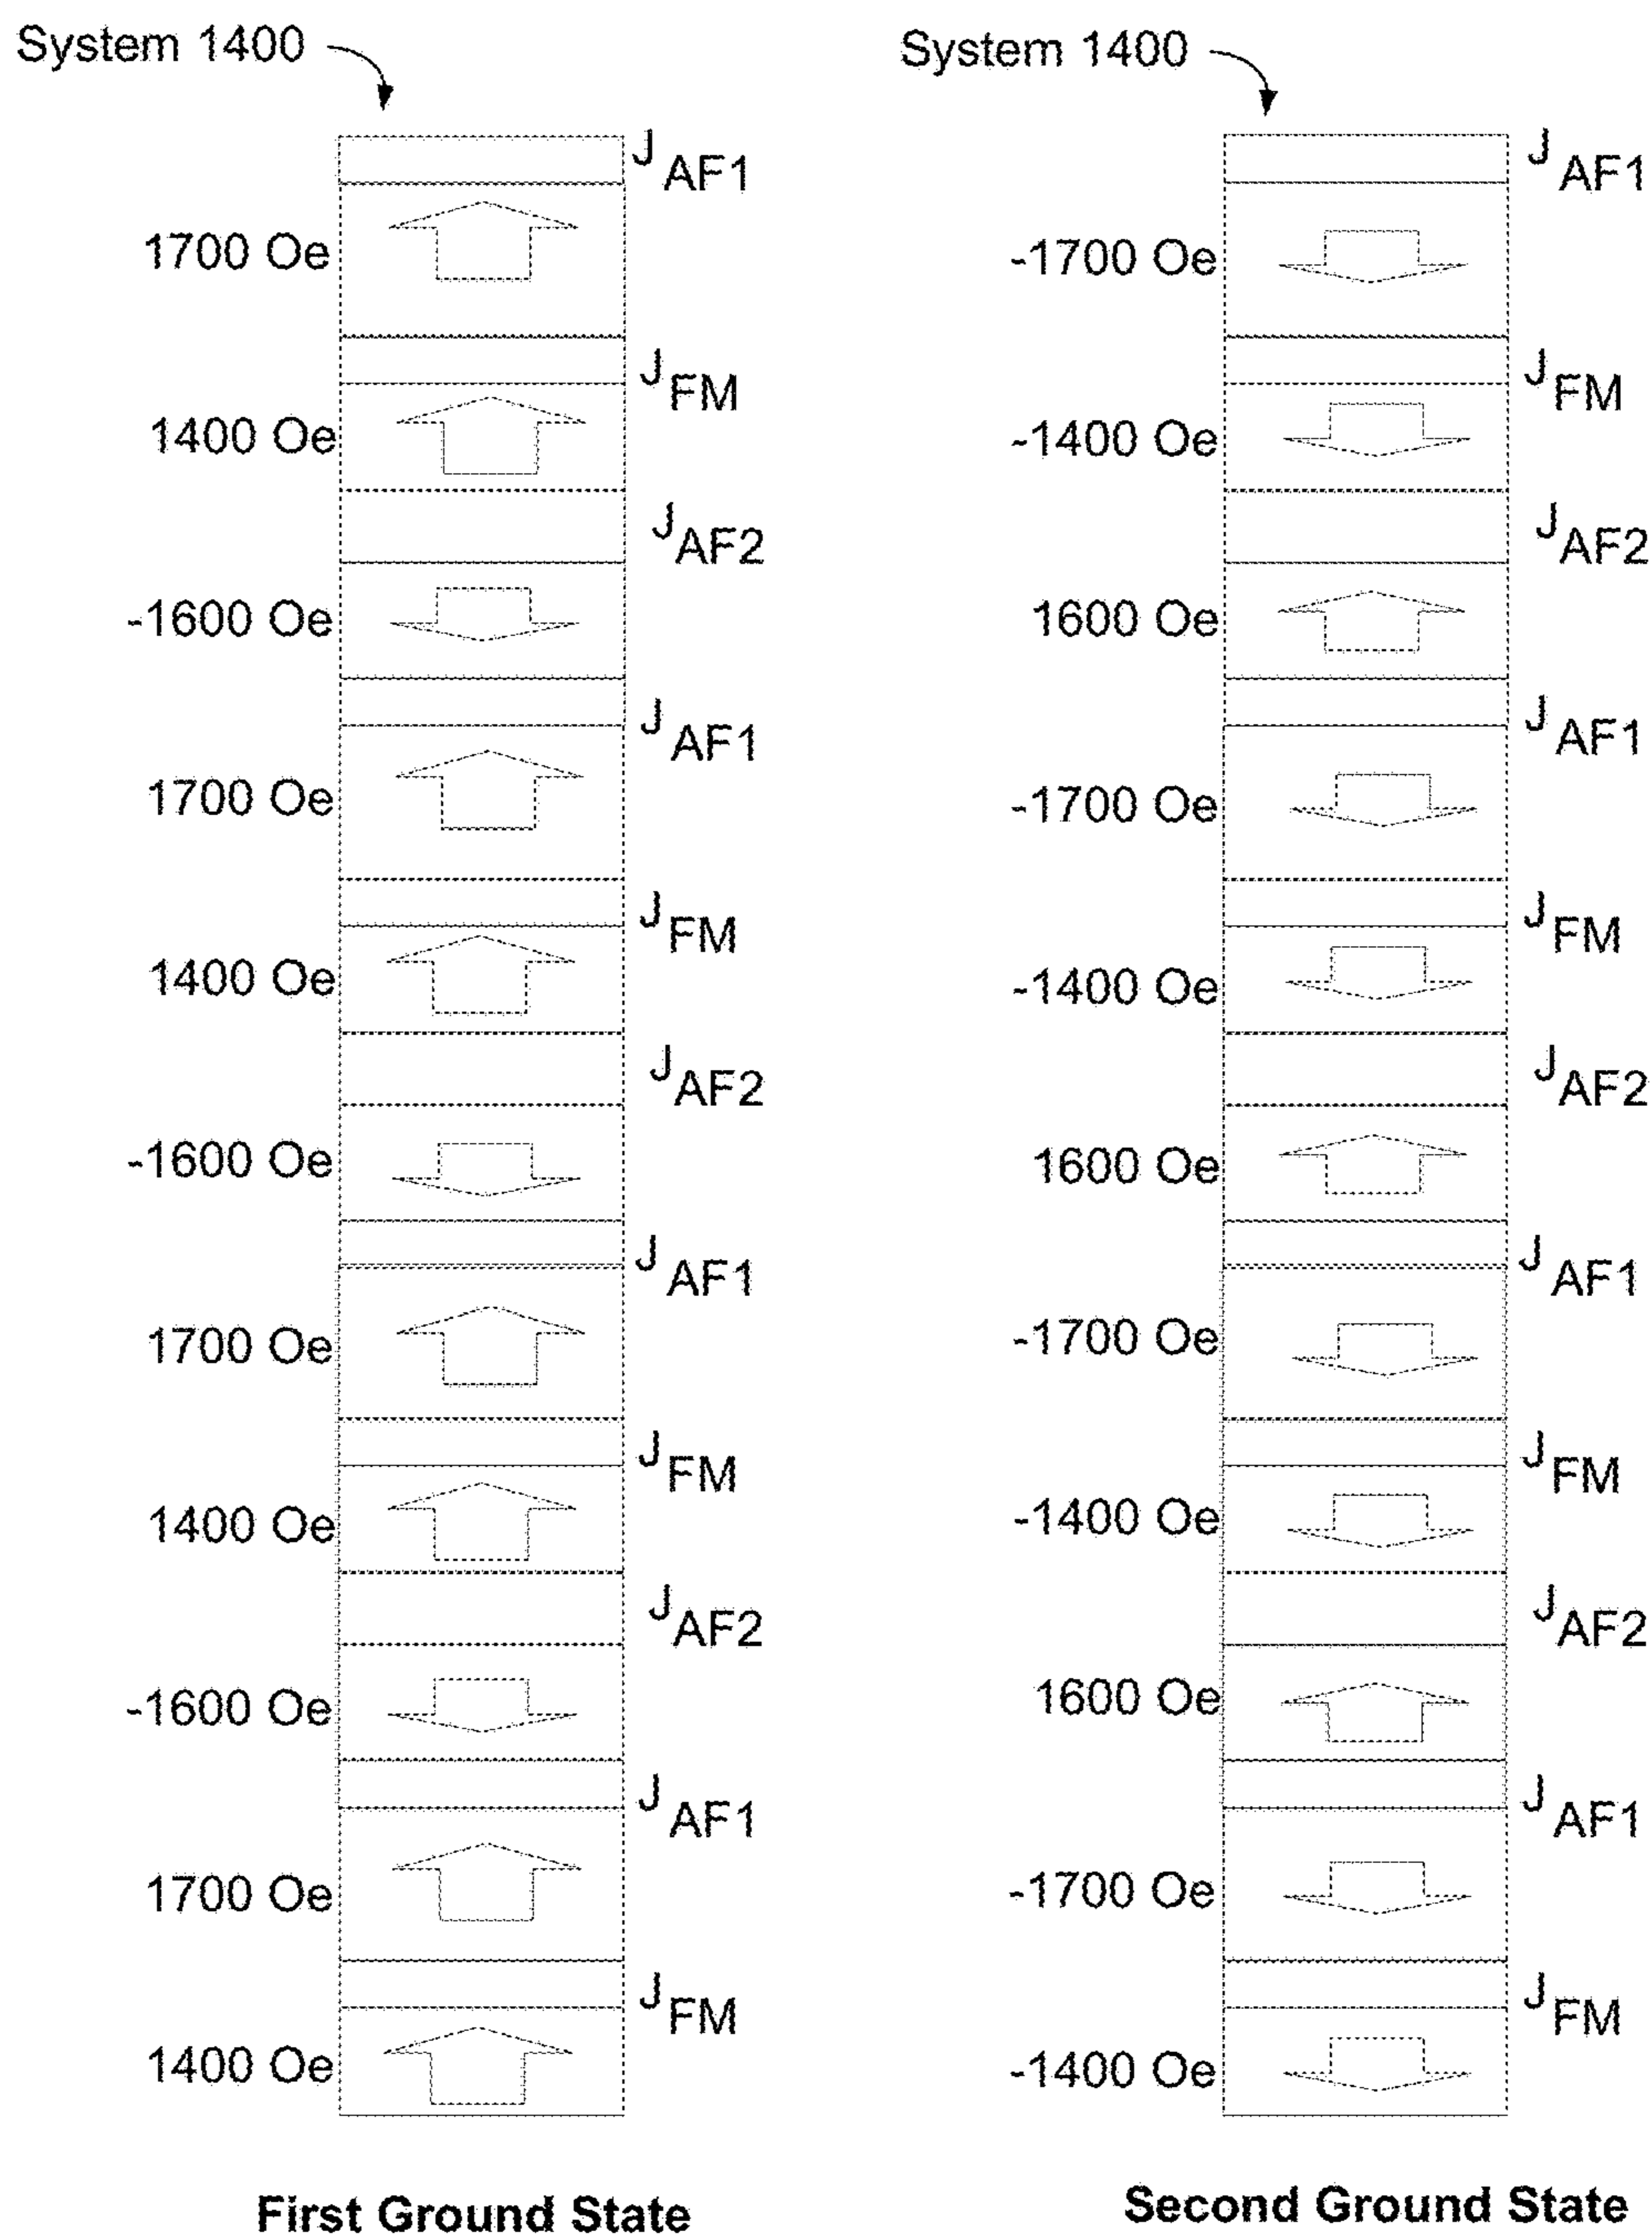 System 1400
J AF1
1700 Oe
J FM
1400 Oe
J AF2
-1600 Oe
J AF1
1700 Oe
J FM
1400 Oe
J AF2
-1600 Oe
J AF1
1700 Oe
J FM
1400 Oe
J AF2
-1600 Oe
J AF1
1700 Oe
J FM
1400 Oe
First Ground State
System 1400
J AF1
-1700 Oe
J FM
-1400 Oe
J AF2
1600 Oe
J AF1
-1700 Oe
J FM
-1400 Oe
J AF2
1600 Oe
J AF1
-1700 Oe
J FM
-1400 Oe
J AF2
1600 Oe
J AF1
-1700 Oe
J FM
-1400 Oe
Second Ground State